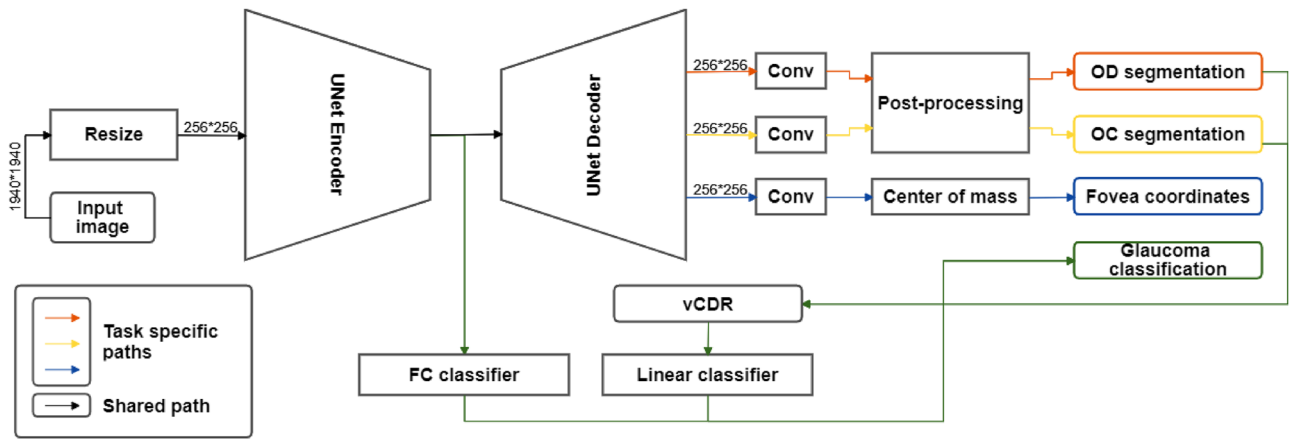 1940*1940
Input
image
Resize
256*256
UNet Encoder
UNet Decoder
256*256
Conv
256*256
Conv
256*256
Conv
Post-processing
Center of mass
OD segmentation
OC segmentation
Fovea coordinates
Glaucoma
classification
vCDR
FC classifier
Linear classifier
Task specific
paths
Shared path